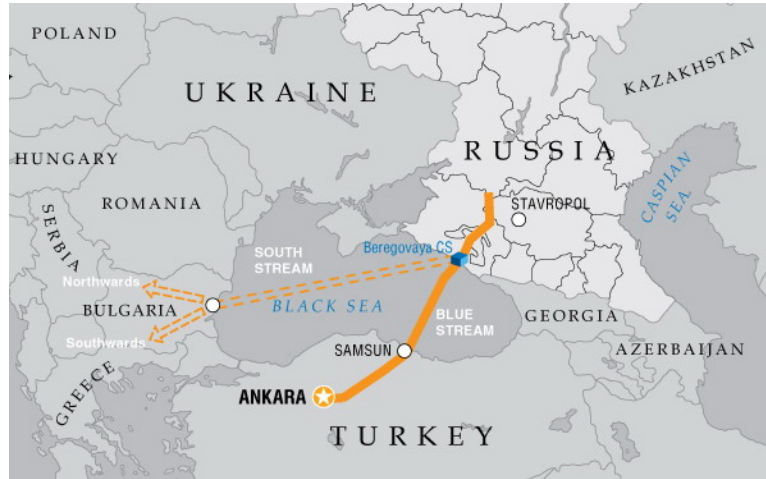 POLAND
KAZAKHSTAN
UKRAINE
RUSSIA
HUNGARY
CASPIAN
SEA
ROMANIA
STAVROPOL
SERBIA
SOUTH
STREAM
Beregovaya CS
Northwards
BULGARIA
BLACK SEA
BLUE
STREAM
GEORGIA
Southwards
SAMSUN
AZERBAIJAN
GREECE
ANKARA
TURKEY